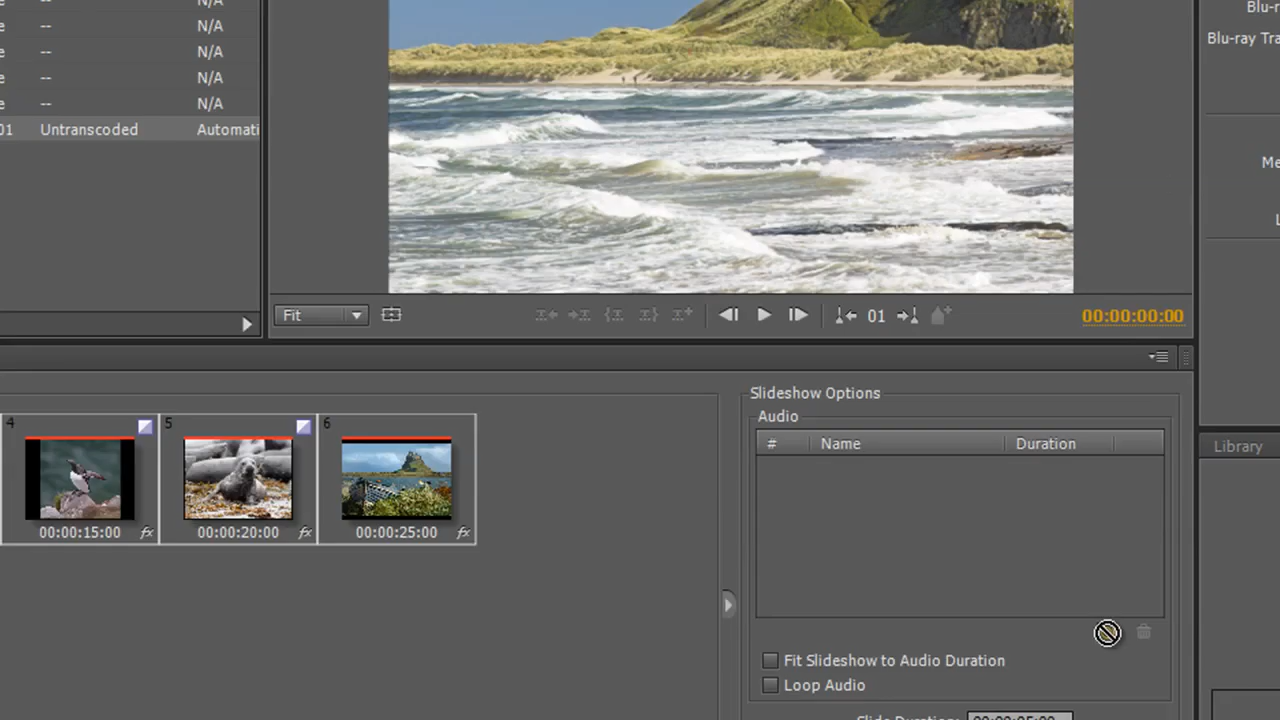 N/A
e -- N/A
e -- N/A
e -- N/A
e -- N/A
01 Untranscoded Automati
Fit
01
00:00:00:00
Blu-r
Blu-ray Tra
Me
L
Library
4
00:00:15:00 fx
5
00:00:20:00 fx
6
00:00:25:00 fx
Slideshow Options
Audio
# Name Duration
Fit Slideshow to Audio Duration
Loop Audio
Slide Duration: 00:00:05:00